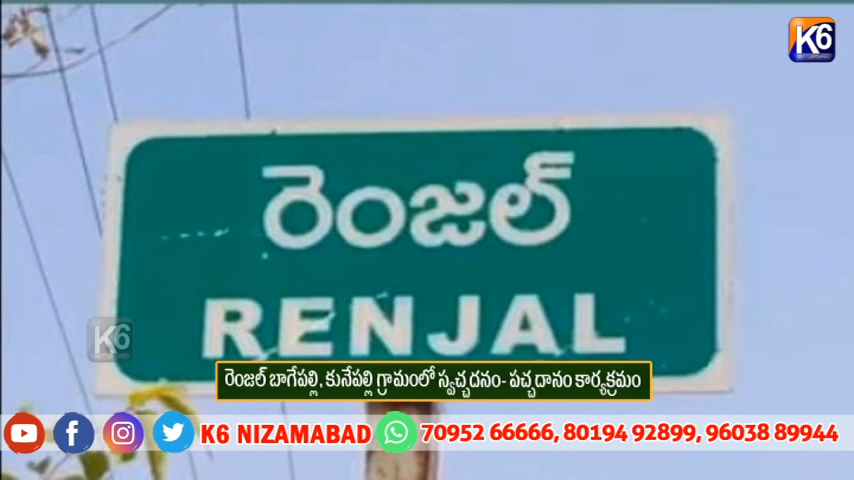 K6
రెంజల్
RENJAL
K6
రెంజల్ బాగేపల్లి, కునేపల్లి గ్రామంలో స్వచ్చదనం- పచ్చదానం కార్యక్రమం
K6 NIZAMABAD 70952 66666, 80194 92899, 96038 89944